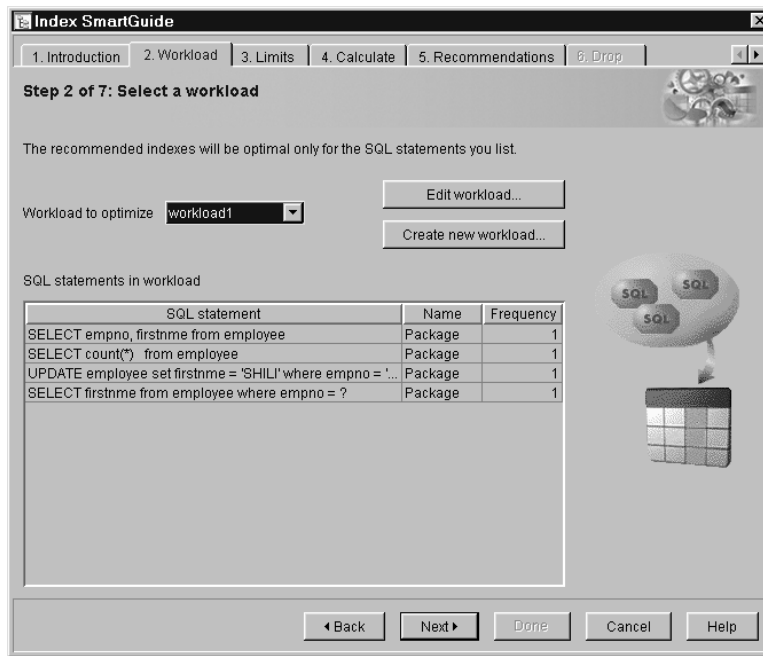 Index SmartGuide
1. Introduction 2. Workload 3. Limits 4. Calculate 5. Recommendations 6. Drop
Step 2 of 7: Select a workload
The recommended indexes will be optimal only for the SQL statements you list.
Edit workload...
Workload to optimize workload1
Create new workload...
SQL statements in workload
SQL SQL SQL
SQL statement Name Frequency
SELECT empno, firstnme from employee Package 1
SELECT count(*) from employee Package 1
UPDATE employee set firstnme = 'SHILI' where empno = '... Package 1
SELECT firstnme from employee where empno = ? Package 1
Back Next Done Cancel Help